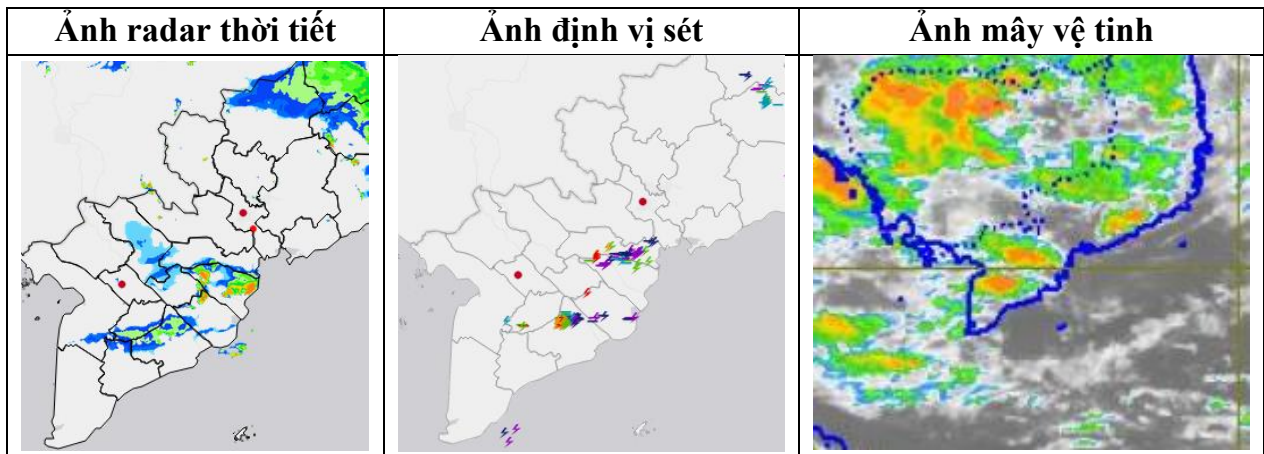 Ảnh radar thời tiết
Ảnh định vị sét
Ảnh mây vệ tinh